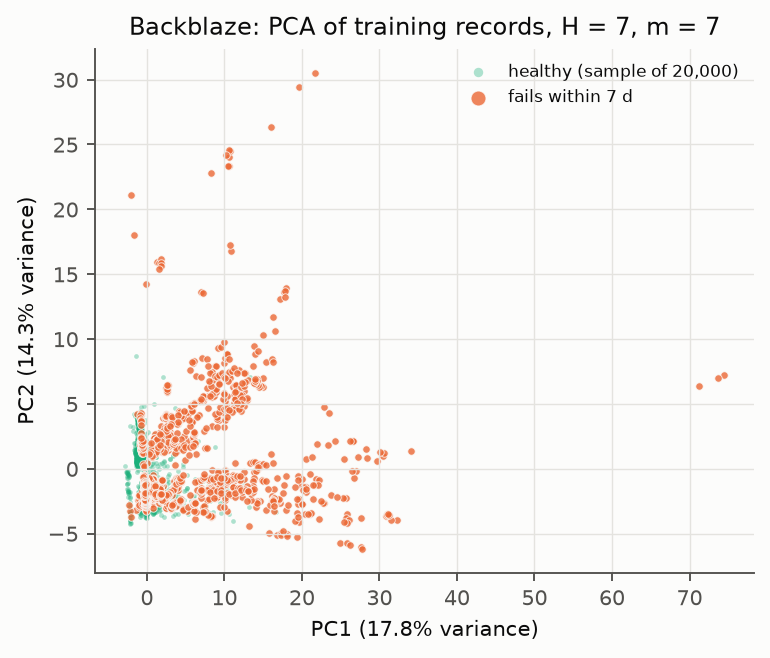 Backblaze: PCA of training records, H = 7, m = 7
healthy (sample of 20,000)
fails within 7 d
30
25
20
15
10
5
0
−5
PC2 (14.3% variance)
0 10 20 30 40 50 60 70
PC1 (17.8% variance)